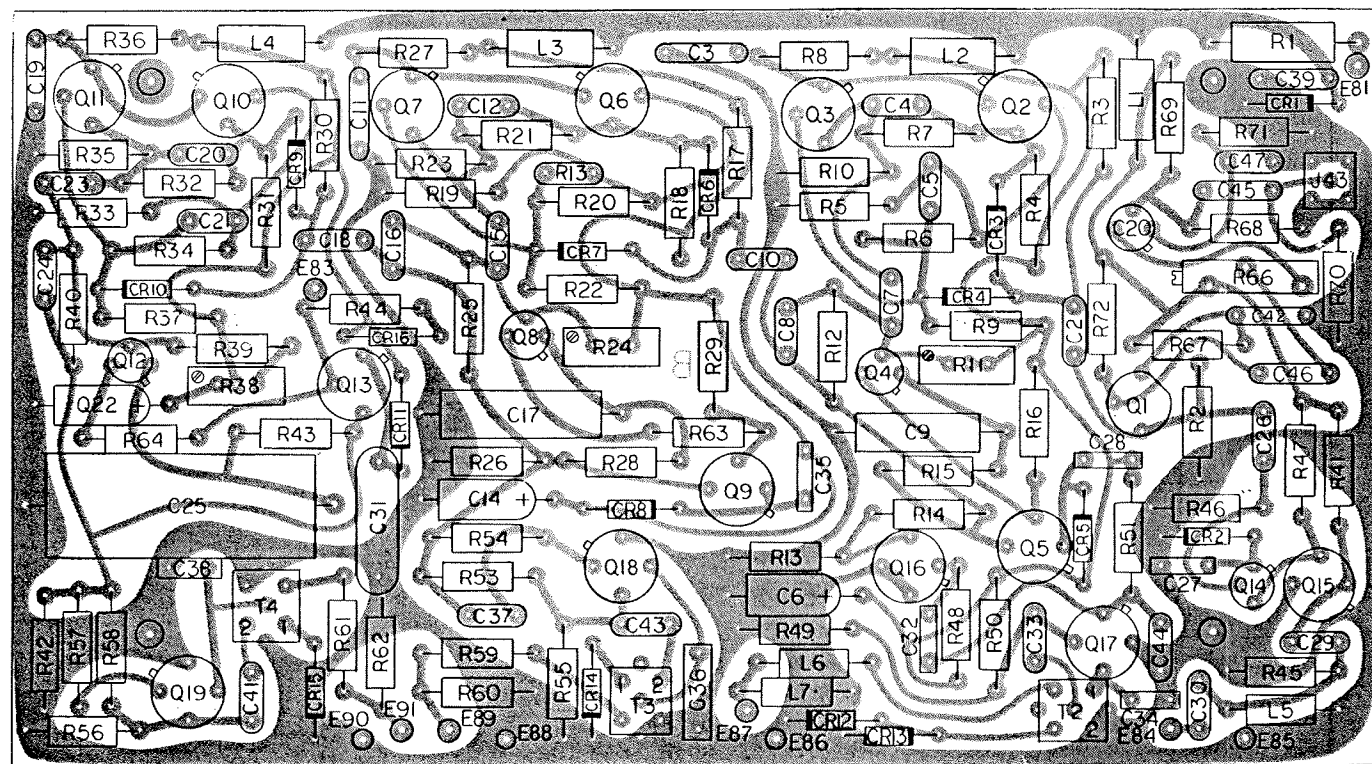 R36 L4 R27 L3 C3 R8 L2 R1
C19 Q11 Q10 C11 Q7 C12 Q6 Q3 C4 Q2 R3 L1 R69 C39 E81
CR1
R30 R21 R17 R7 R71
R35 C20 CR9 R23 C47
C23 R32 R19 R13 R18 CR6 R10 C5 C45 J43
R33 C21 R31 R20 R5 CR3 R4 R68
R34 C18 C16 C15 CR7 C10 R6 C20
C24 E83 R66 R70
R40 CR10 R44 R25 R22 C7 CR4 C2 R72
R37 CR16 Q8 C8 R12 R9 C42
Q12 R39 R24 R29 B Q4 R11 R67
R38 Q13 C46
Q22 CR11 C17 C9 R16 Q1 R2
R64 R43 R63 C28 C26 R47 R41
R26 R28 C35 R15
C25 C31 C14 + CR8 Q9 R14 R46
R54 Q5 CR5 R51 CR2
C36 R53 Q18 R13 Q16 C27 Q14 Q15
T4 C37 C6 +
R42 R57 R58 R61 R62 C43 R49 C32 R48 R50 C33 Q17 C44 C29
R59 R55 L6 R45
Q19 C41 CR15 R60 CR14 T3 C38 L7 T2 C34 C30 L5
R56 E90 E91 E89 E88 E87 CR12 E86 CR13 E84 E85